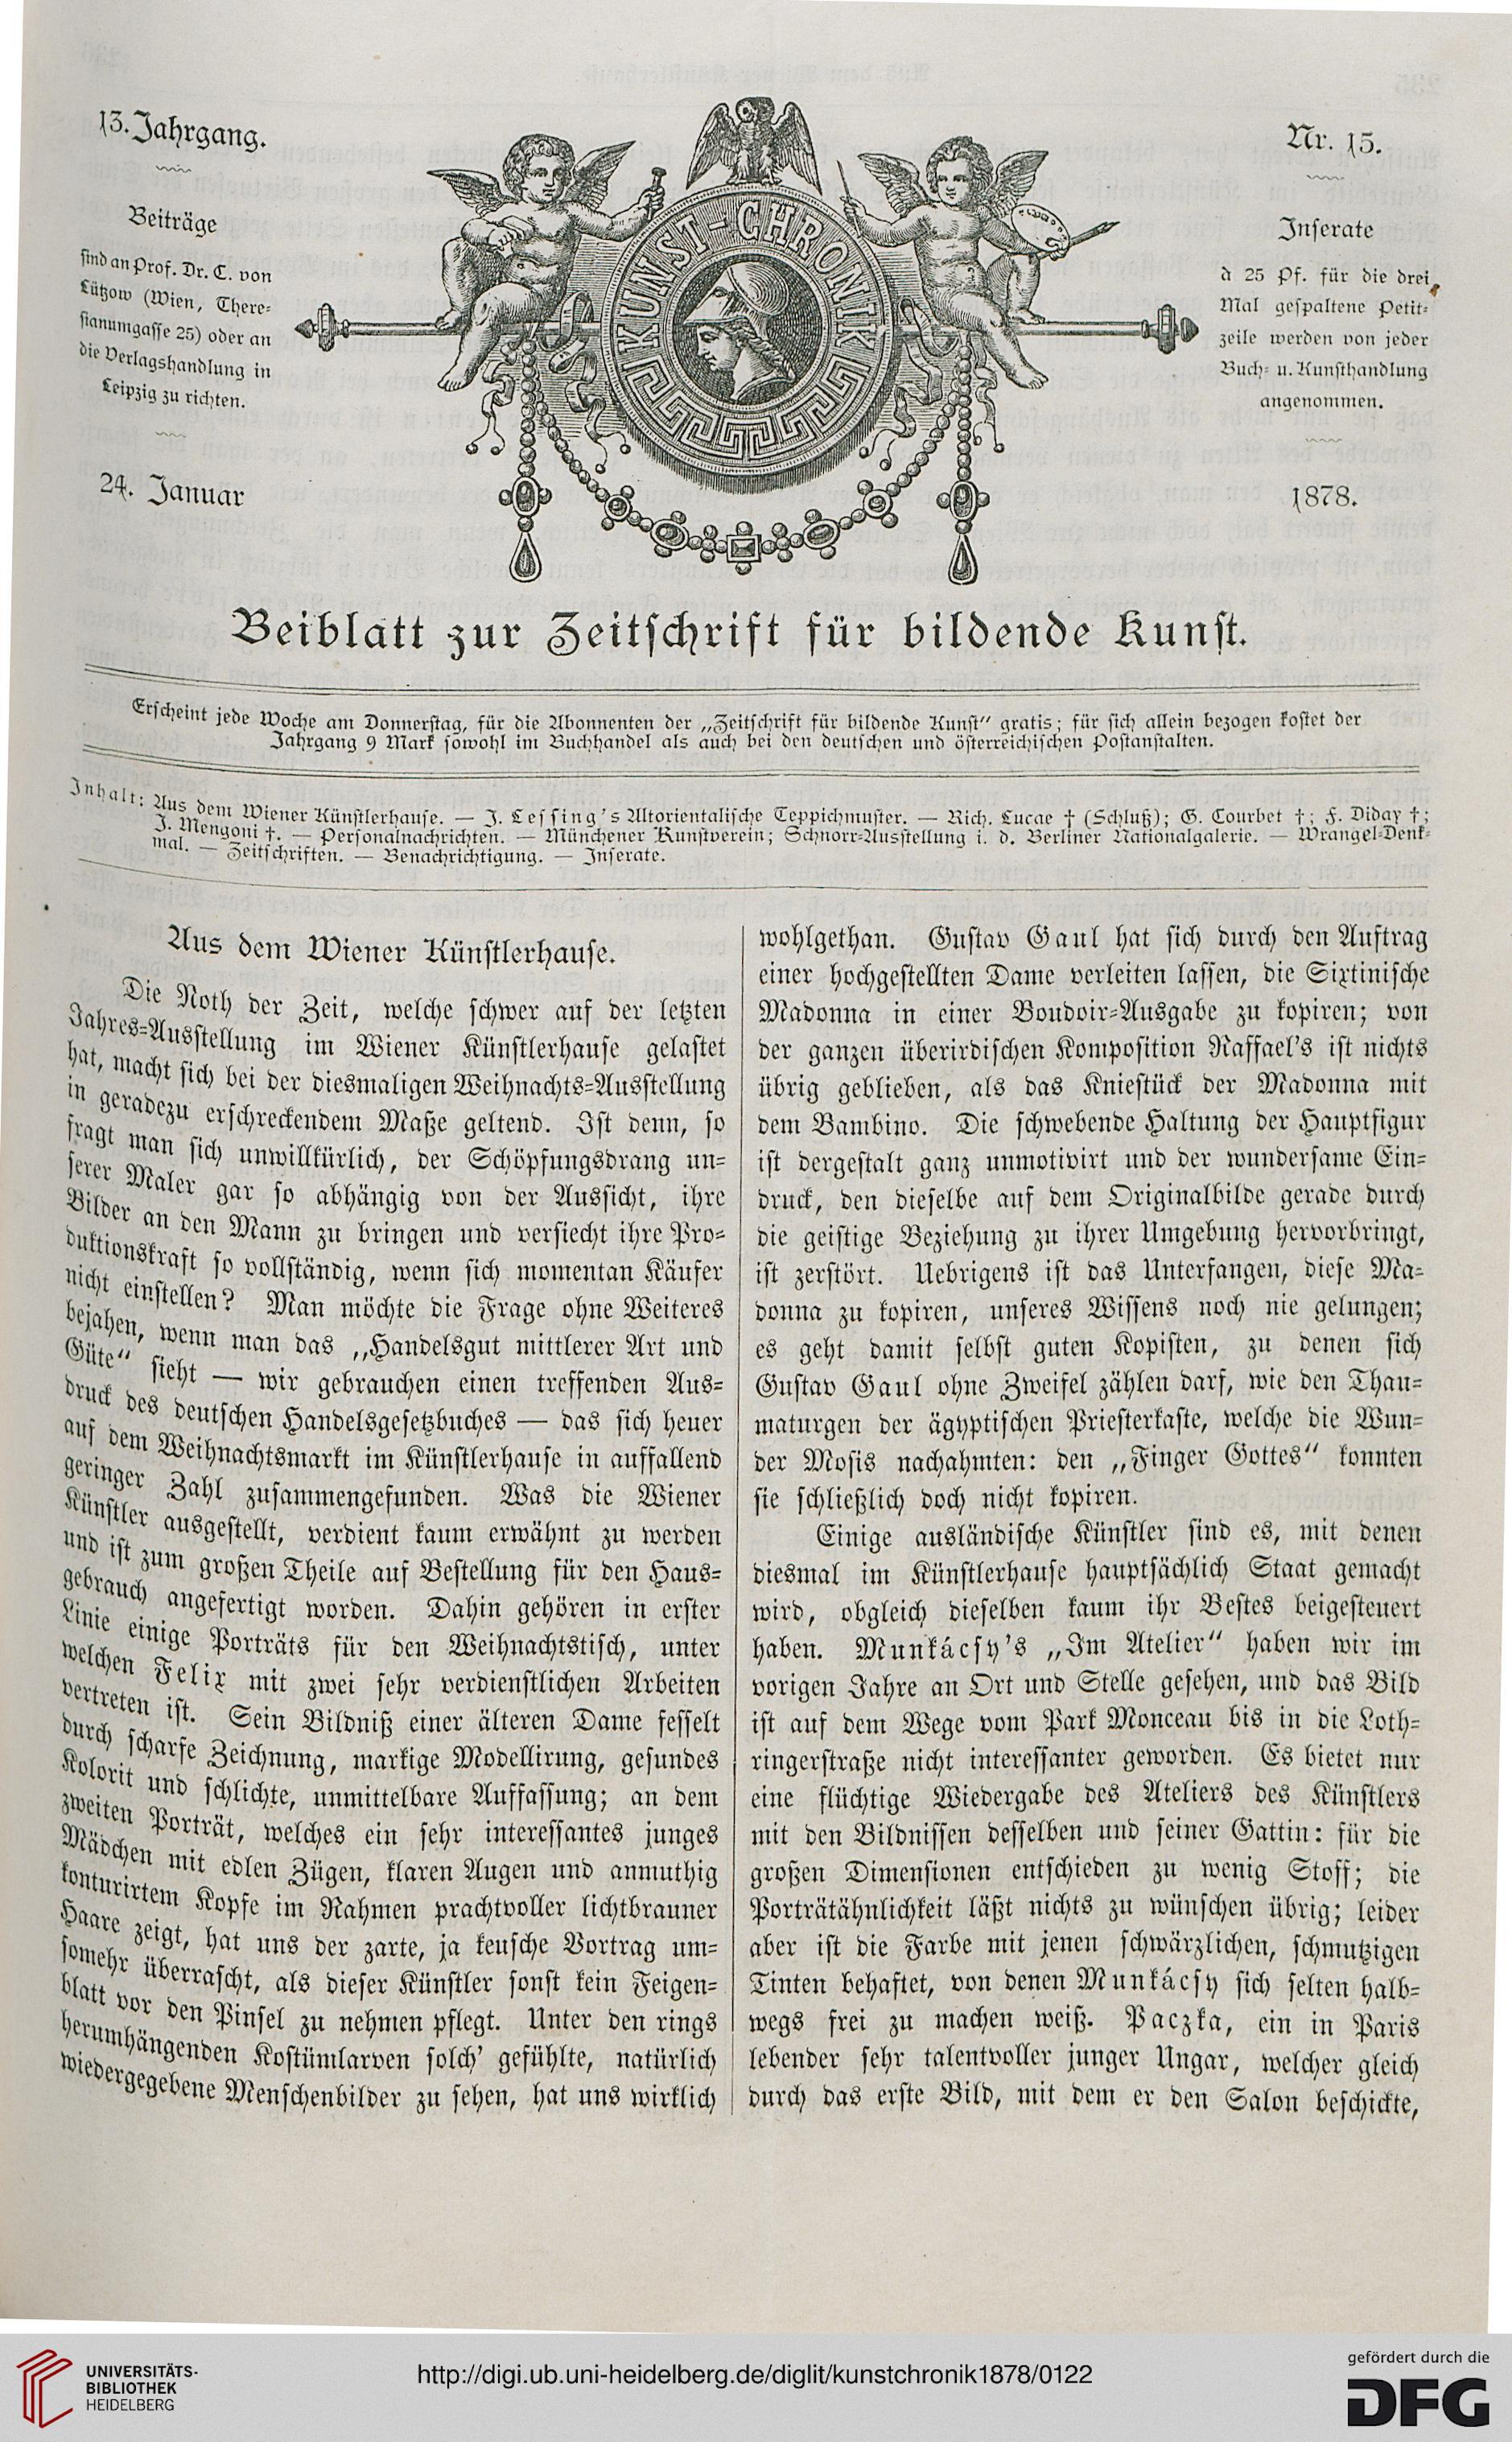 13. Jahrgang.
Beiträge
sind an Prof. Dr. C. von
Lützow (Wien, There-
sianumgasse 25) oder an
die Verlagshandlung in
Leipzig zu richten.
24. Januar
KUNST-CHRONIK
Nr. 15.
Inserate
à 25 Pf. für die drei
Mal gespaltene Petit-
zeile werden von jeder
Buch- u. Kunsthandlung
angenommen.
1878.
Beiblatt zur Zeitschrift für bildende Kunst.
Erscheint jede Woche am Donnerstag, für die Abonnenten der „Zeitschrift für bildende Kunst“ gratis; für sich allein bezogen kostet der
Jahrgang 9 Mark sowohl im Buchhandel als auch bei den deutschen und österreichischen Postanstalten.
Inhalt: Aus dem Wiener Künstlerhause. — J. Lessing's Altorientalische Teppichmuster. — Rich. Lucae † (Schluß); G. Courbet †; F. Diday †;
J. Mengoni †. — Personalnachrichten. — Münchener Kunstverein; Schnorr-Ausstellung i. d. Berliner Nationalgalerie. — Wrangel-Denk-
mal. — Zeitschriften. — Benachrichtigung. — Inserate.
Aus dem Wiener Künstlerhause.
Die Noth der Zeit, welche schwer auf der letzten
Jahres-Ausstellung im Wiener Künstlerhause gelastet
hat, macht sich bei der diesmaligen Weihnachts-Ausstellung
in geradezu erschreckendem Maße geltend. Ist denn, so
fragt man sich unwillkürlich, der Schöpfungsdrang un-
serer Maler gar so abhängig von der Aussicht, ihre
Bilder an den Mann zu bringen und versiecht ihre Pro-
duktionskraft so vollständig, wenn sich momentan Käufer
nicht einstellen? Man möchte die Frage ohne Weiteres
bejahen, wenn man das „Handelsgut mittlerer Art und
Güte“ sieht — wir gebrauchen einen treffenden Aus-
druck des deutschen Handelsgesetzbuches — das sich heuer
auf dem Weihnachtsmarkt im Künstlerhause in auffallend
geringer Zahl zusammengefunden. Was die Wiener
Künstler ausgestellt, verdient kaum erwähnt zu werden
und ist zum großen Theile auf Bestellung für den Haus-
gebrauch angefertigt worden. Dahin gehören in erster
Linie einige Porträts für den Weihnachtstisch, unter
welchen Felix mit zwei sehr verdienstlichen Arbeiten
vertreten ist. Sein Bildniß einer älteren Dame fesselt
durch scharfe Zeichnung, markige Modellirung, gesundes
Kolorit und schlichte, unmittelbare Auffassung; an dem
zweiten Porträt, welches ein sehr interessantes junges
Mädchen mit edlen Zügen, klaren Augen und anmuthig
konturirtem Kopfe im Rahmen prachtvoller lichtbrauner
Haare zeigt, hat uns der zarte, ja keusche Vortrag um-
somehr überrascht, als dieser Künstler sonst kein Feigen-
blatt vor den Pinsel zu nehmen pflegt. Unter den rings
herumhängenden Kostümlarven solch' gefühlte, natürlich
wiedergegebene Menschenbilder zu sehen, hat uns wirklich
wohlgethan. Gustav Gaul hat sich durch den Auftrag
einer hochgestellten Dame verleiten lassen, die Sixtinische
Madonna in einer Boudoir-Ausgabe zu kopiren; von
der ganzen überirdischen Komposition Raffael's ist nichts
übrig geblieben, als das Kniestück der Madonna mit
dem Bambino. Die schwebende Haltung der Hauptfigur
ist dergestalt ganz unmotivirt und der wundersame Ein-
druck, den dieselbe auf dem Originalbilde gerade durch
die geistige Beziehung zu ihrer Umgebung hervorbringt,
ist zerstört. Uebrigens ist das Unterfangen, diese Ma-
donna zu kopiren, unseres Wissens noch nie gelungen;
es geht damit selbst guten Kopisten, zu denen sich
Gustav Gaul ohne Zweifel zählen darf, wie den Thau-
maturgen der ägyptischen Priesterkaste, welche die Wun-
der Mosis nachahmten: den „Finger Gottes“ konnten
sie schließlich doch nicht kopiren.
Einige ausländische Künstler sind es, mit denen
diesmal im Künstlerhause hauptsächlich Staat gemacht
wird, obgleich dieselben kaum ihr Bestes beigesteuert
haben. Munkácsy's „Im Atelier“ haben wir im
vorigen Jahre an Ort und Stelle gesehen, und das Bild
ist auf dem Wege vom Park Monceau bis in die Loth-
ringerstraße nicht interessanter geworden. Es bietet nur
eine flüchtige Wiedergabe des Ateliers des Künstlers
mit den Bildnissen desselben und seiner Gattin: für die
großen Dimensionen entschieden zu wenig Stoff; die
Porträtähnlichkeit läßt nichts zu wünschen übrig; leider
aber ist die Farbe mit jenen schwärzlichen, schmutzigen
Tinten behaftet, von denen Munkácsy sich selten halb-
wegs frei zu machen weiß. Paczka, ein in Paris
lebender sehr talentvoller junger Ungar, welcher gleich
durch das erste Bild, mit dem er den Salon beschickte,
UNIVERSITÄTS-
BIBLIOTHEK
HEIDELBERG
http://digi.ub.uni-heidelberg.de/diglit/kunstchronik1878/0122
gefördert durch die
DFG